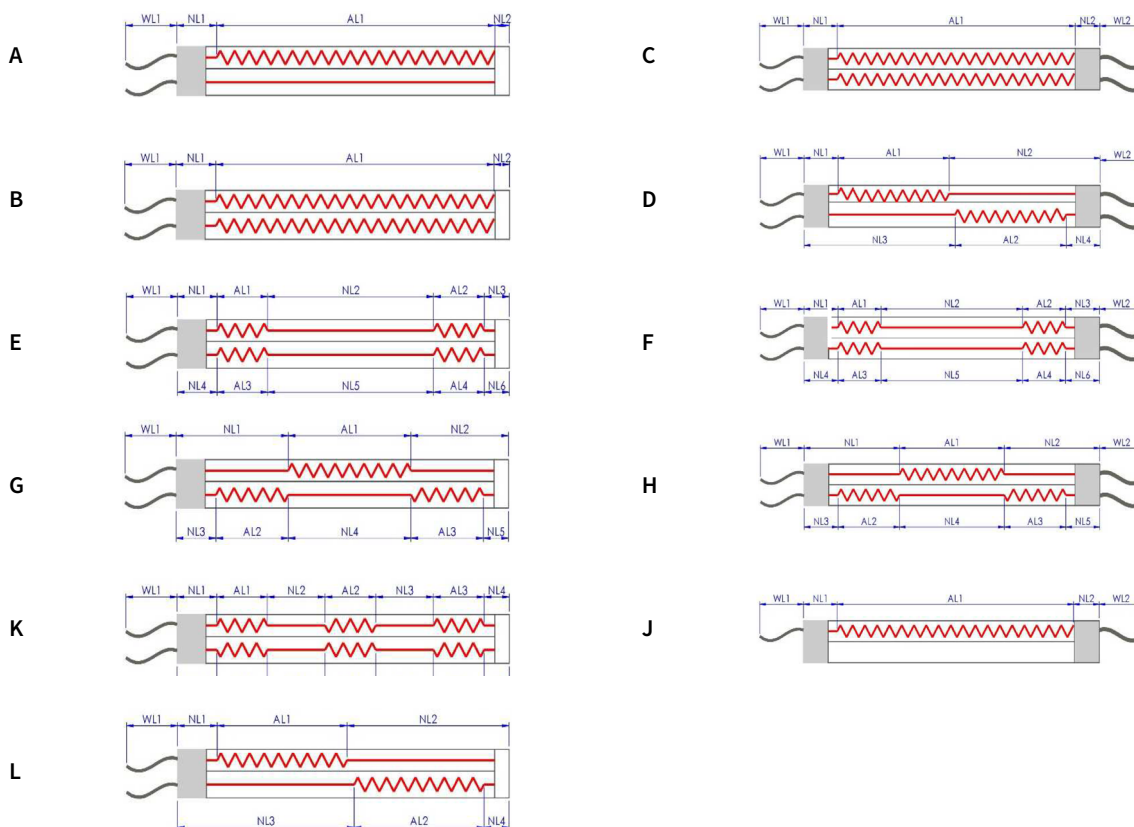 WL1 NL1 AL1 NL2
A
WL1 NL1 AL1 NL2 WL2
C
WL1 NL1 AL1 NL2
B
WL1 NL1 AL1 NL2 WL2
D
NL3 AL2 NL4
WL1 NL1 AL1 NL2 AL2 NL3
E
NL4 AL3 NL5 AL4 NL6
WL1 NL1 AL1 NL2 AL2 NL3 WL2
F
NL4 AL3 NL5 AL4 NL6
WL1 NL1 AL1 NL2
G
NL3 AL2 NL4 AL3 NL5
WL1 NL1 AL1 NL2 WL2
H
NL3 AL2 NL4 AL3 NL5
WL1 NL1 AL1 NL2 AL2 NL3 AL3 NL4
K
WL1 NL1 AL1 NL2 WL2
J
WL1 NL1 AL1 NL2
L
NL3 AL2 NL4